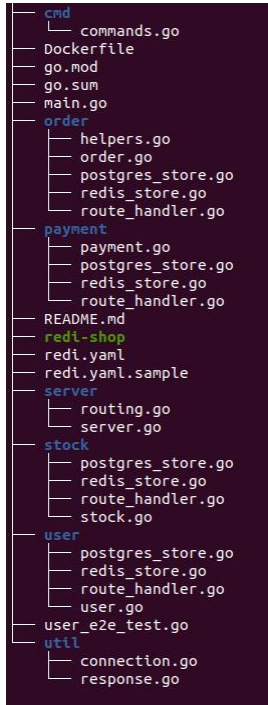 cmd
commands.go
Dockerfile
go.mod
go.sum
main.go
order
helpers.go
order.go
postgres_store.go
redis_store.go
route_handler.go
payment
payment.go
postgres_store.go
redis_store.go
route_handler.go
README.md
redi-shop
redi.yaml
redi.yaml.sample
server
routing.go
server.go
stock
postgres_store.go
redis_store.go
route_handler.go
stock.go
user
postgres_store.go
redis_store.go
route_handler.go
user.go
user_e2e_test.go
util
connection.go
response.go